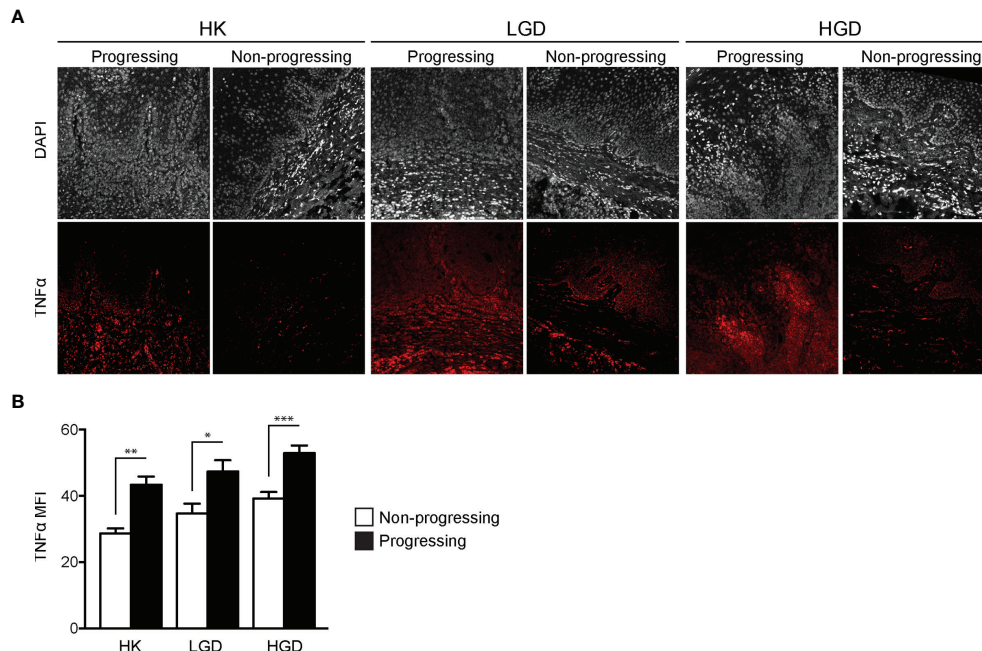 A
HK LGD HGD
Progressing Non-progressing Progressing Non-progressing Progressing Non-progressing
DAPI
TNFα
B
TNFα MFI
60
40
20
0
** * ***
HK LGD HGD
Non-progressing
Progressing